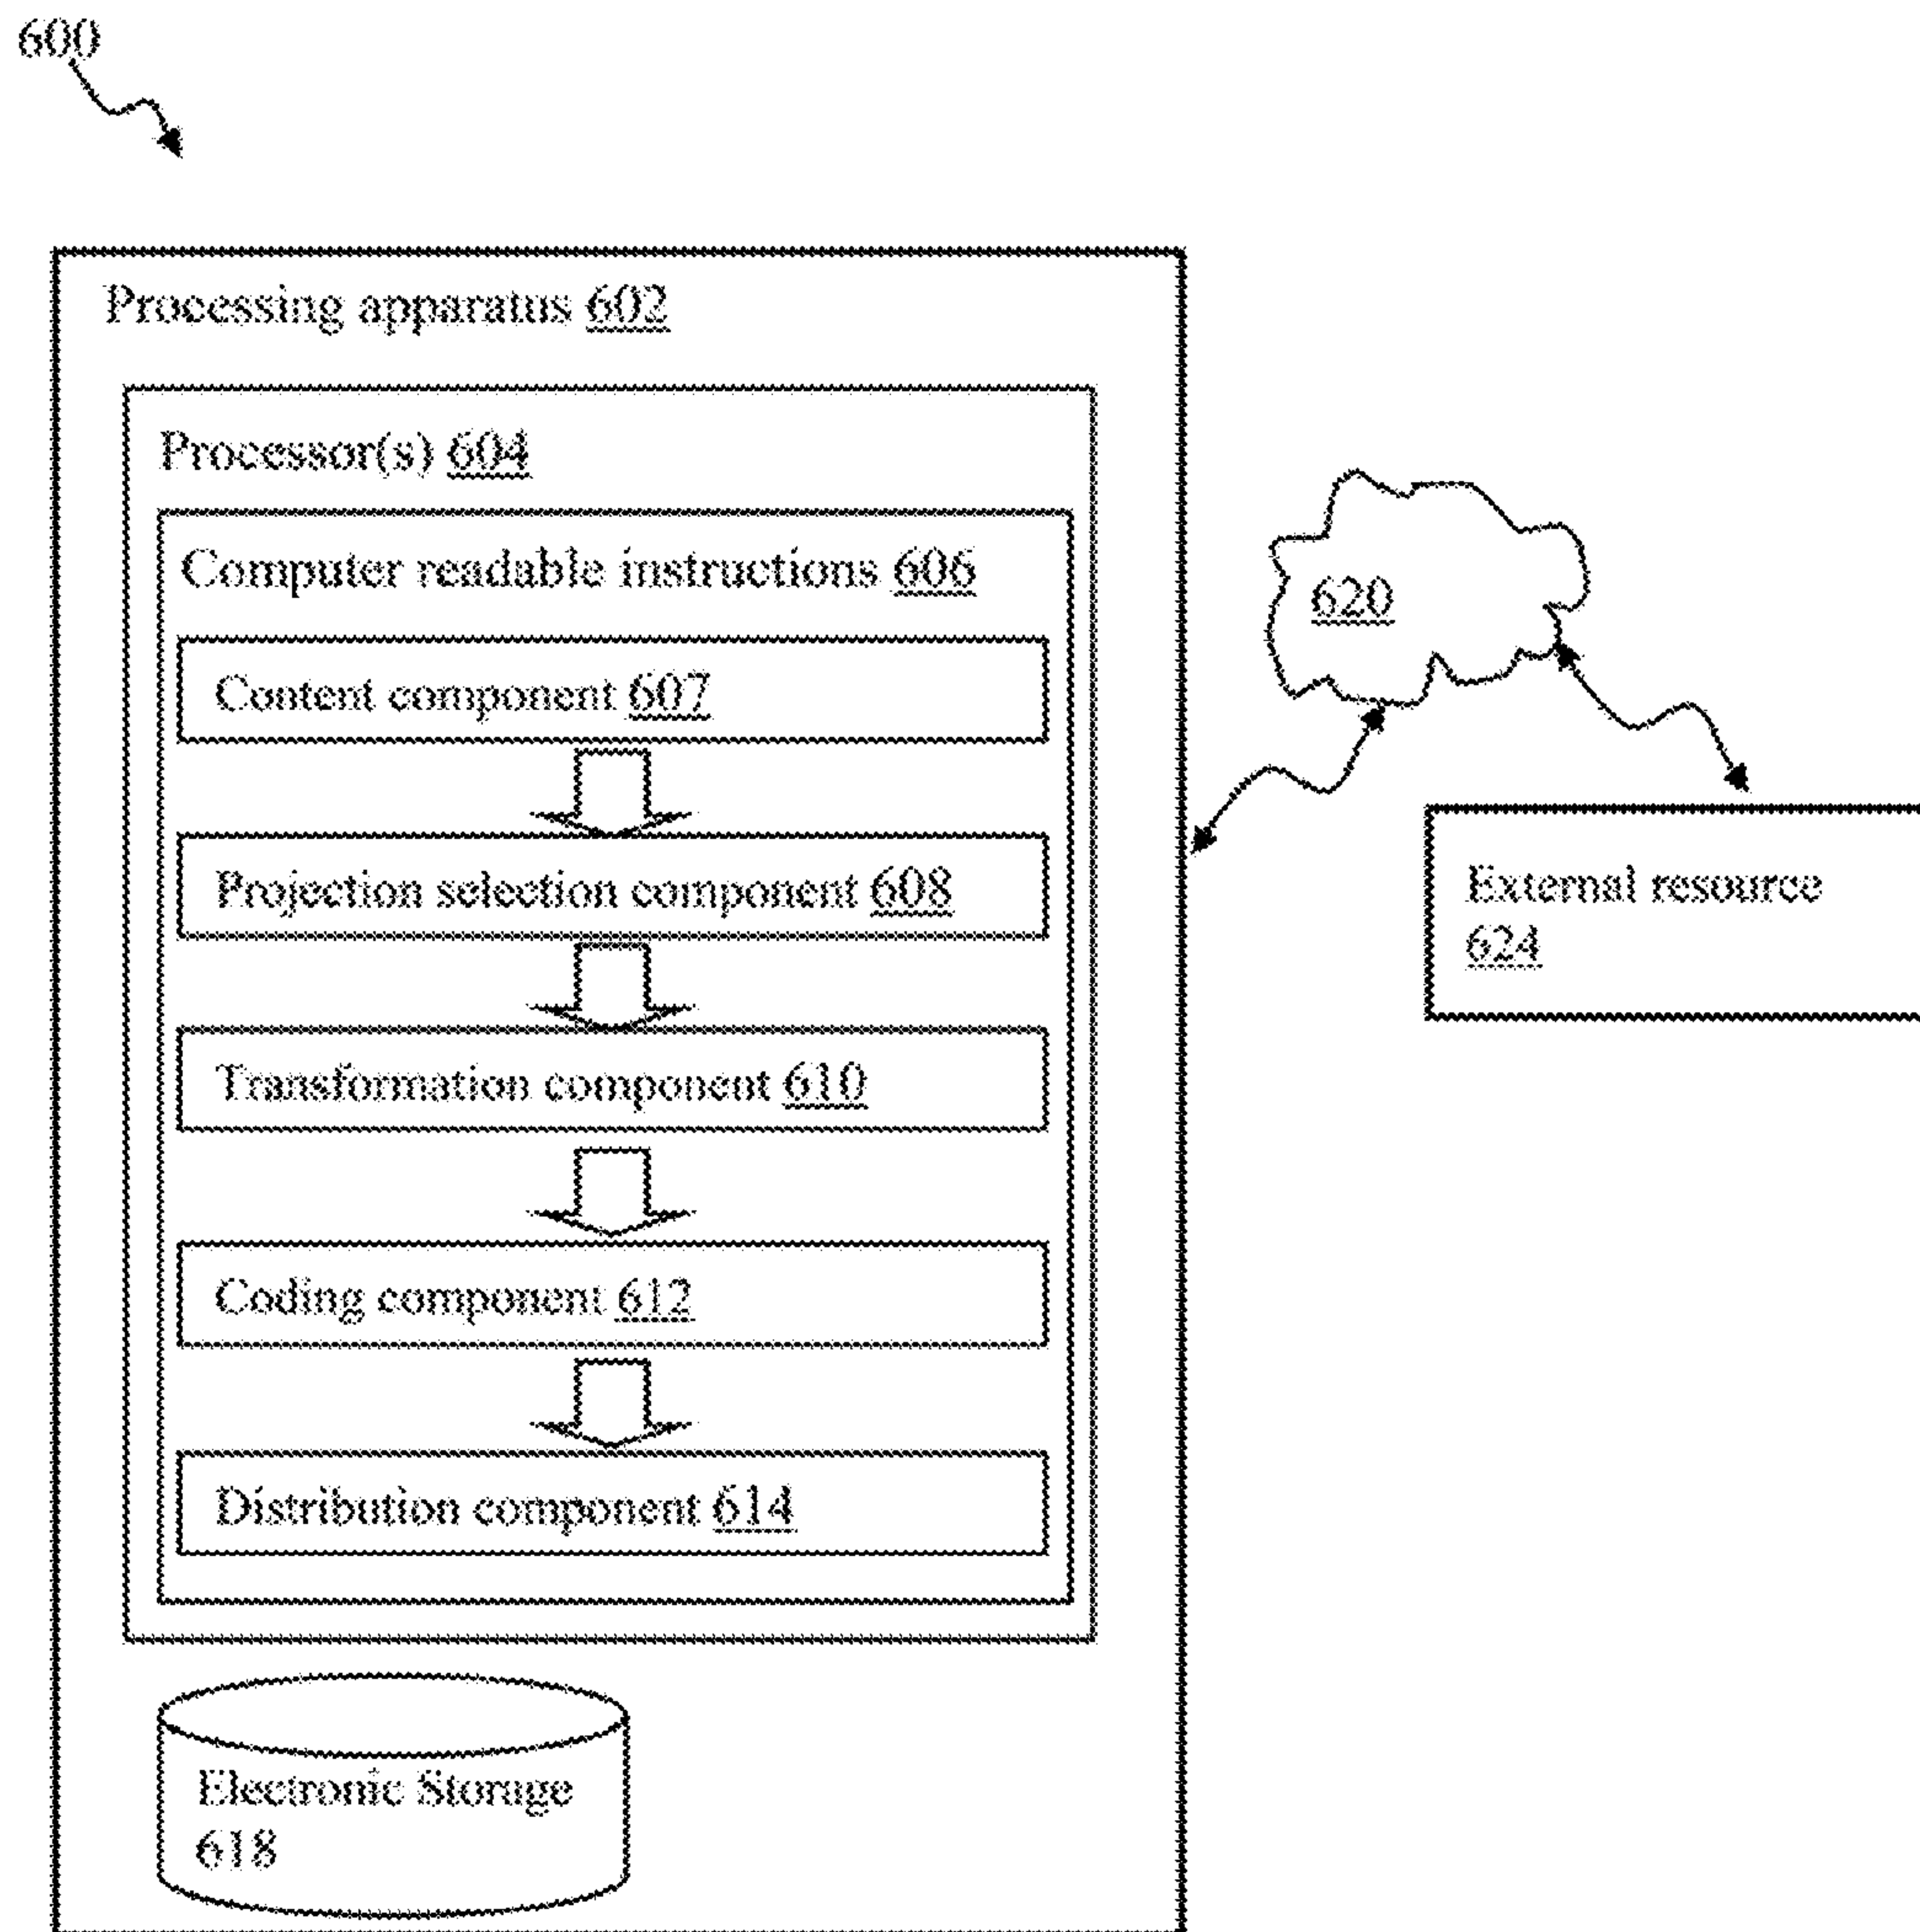 600
Processing apparatus 602
Processor(s) 604
Computer readable instructions 606
Content component 607
Projection selection component 608
Transformation component 610
Coding component 612
Distribution component 614
Electronic Storage
618
620
External resource
624